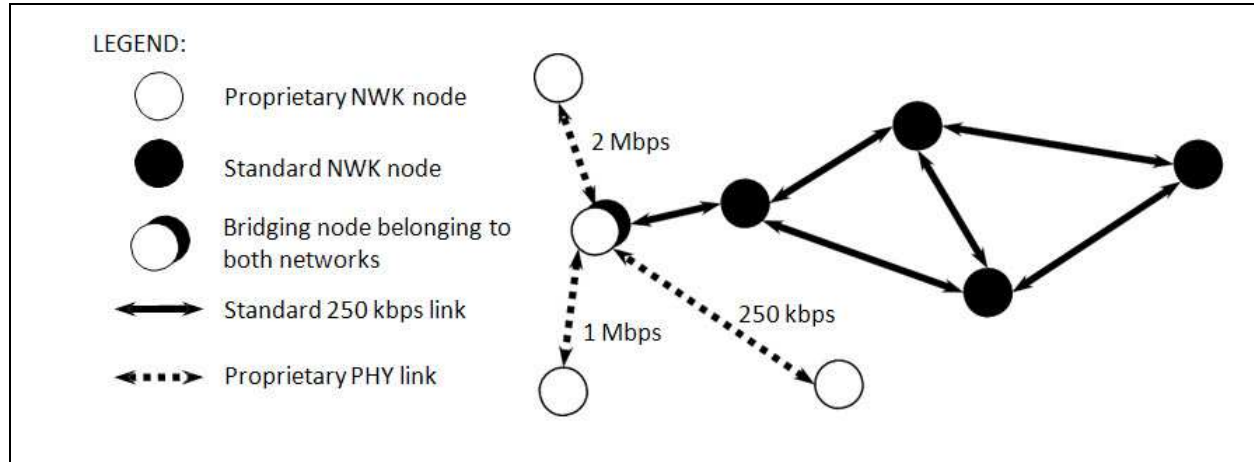 LEGEND:
Proprietary NWK node
Standard NWK node
Bridging node belonging to
both networks
Standard 250 kbps link
Proprietary PHY link
2 Mbps
1 Mbps
250 kbps